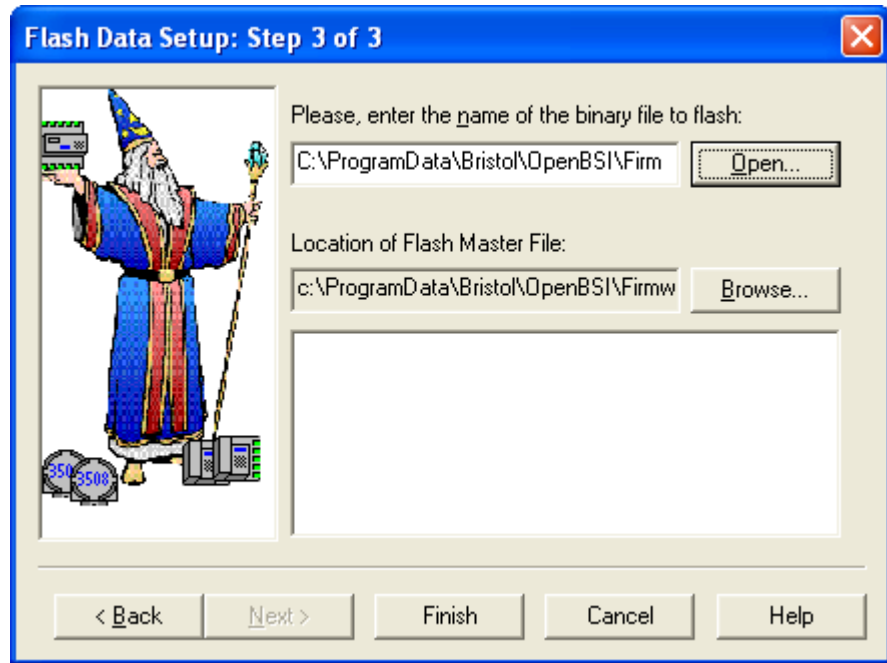 Flash Data Setup: Step 3 of 3
Please, enter the name of the binary file to flash:
C:\ProgramData\Bristol\OpenBSI\Firm
Open...
Location of Flash Master File:
c:\ProgramData\Bristol\OpenBSI\Firmw
Browse...
350
3508
< Back
Next >
Finish
Cancel
Help